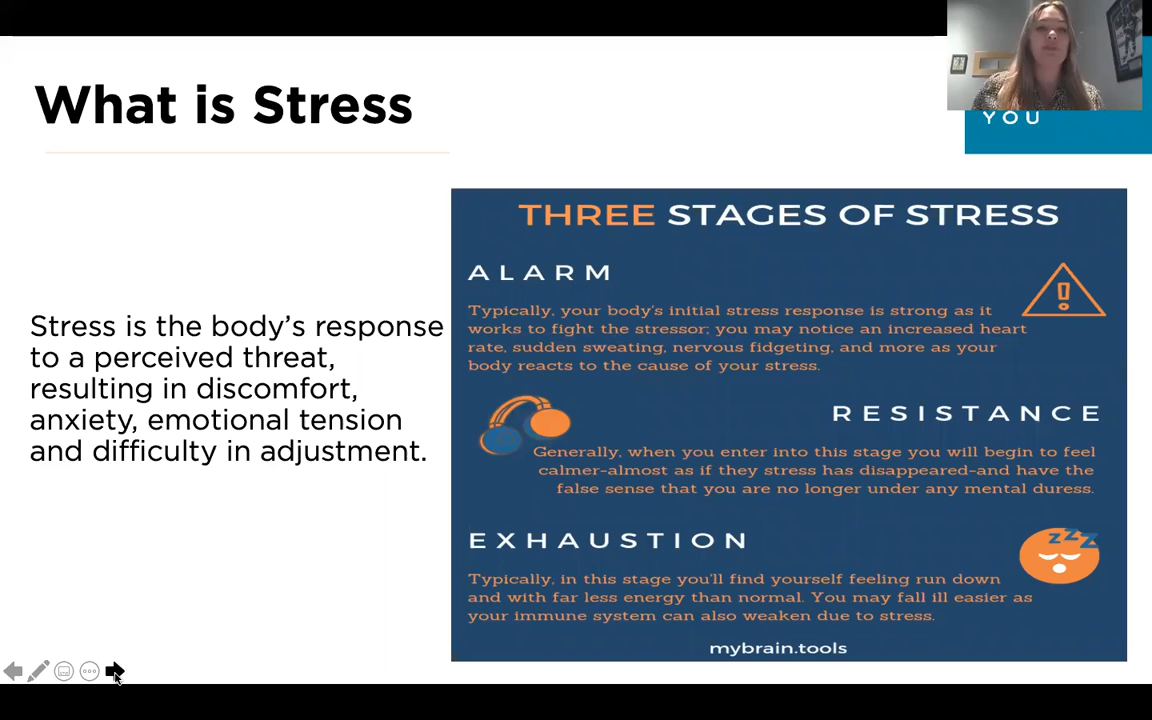 What is Stress
YOU
Stress is the body's response
to a perceived threat,
resulting in discomfort,
anxiety, emotional tension
and difficulty in adjustment.
THREE STAGES OF STRESS
ALARM
Typically, your body's initial stress response is strong as it
works to fight the stressor; you may notice an increased heart
rate, sudden sweating, nervous fidgeting, and more as your
body reacts to the cause of your stress.
RESISTANCE
Generally, when you enter into this stage you will begin to feel
calmer-almost as if they stress has disappeared-and have the
false sense that you are no longer under any mental duress.
EXHAUSTION
zzz
Typically, in this stage you'll find yourself feeling run down
and with far less energy than normal. You may fall ill easier as
your immune system can also weaken due to stress.
mybrain.tools